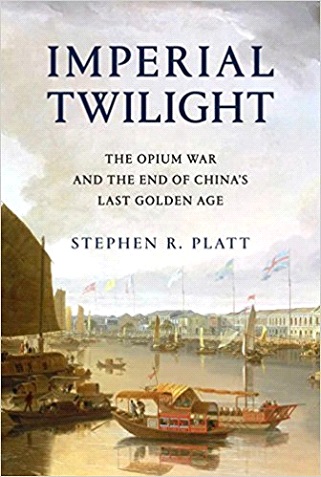 IMPERIAL
TWILIGHT
THE OPIUM WAR
AND THE END OF CHINA'S
LAST GOLDEN AGE
STEPHEN R. PLATT